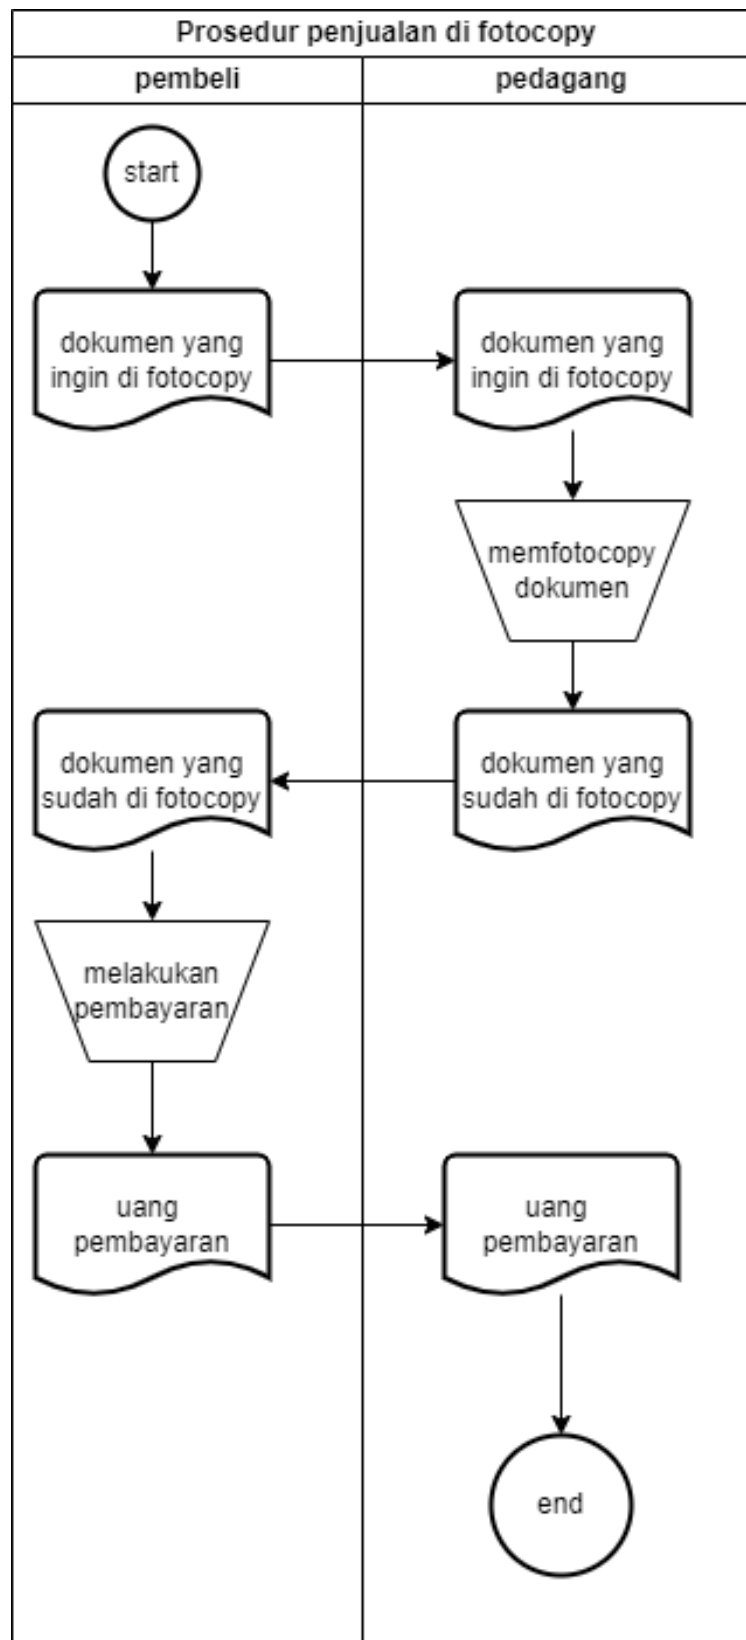 Prosedur penjualan di fotocopy
pembeli
pedagang
start
dokumen yang
ingin di fotocopy
dokumen yang
ingin di fotocopy
memfotocopy
dokumen
dokumen yang
sudah di fotocopy
dokumen yang
sudah di fotocopy
melakukan
pembayaran
uang
pembayaran
uang
pembayaran
end